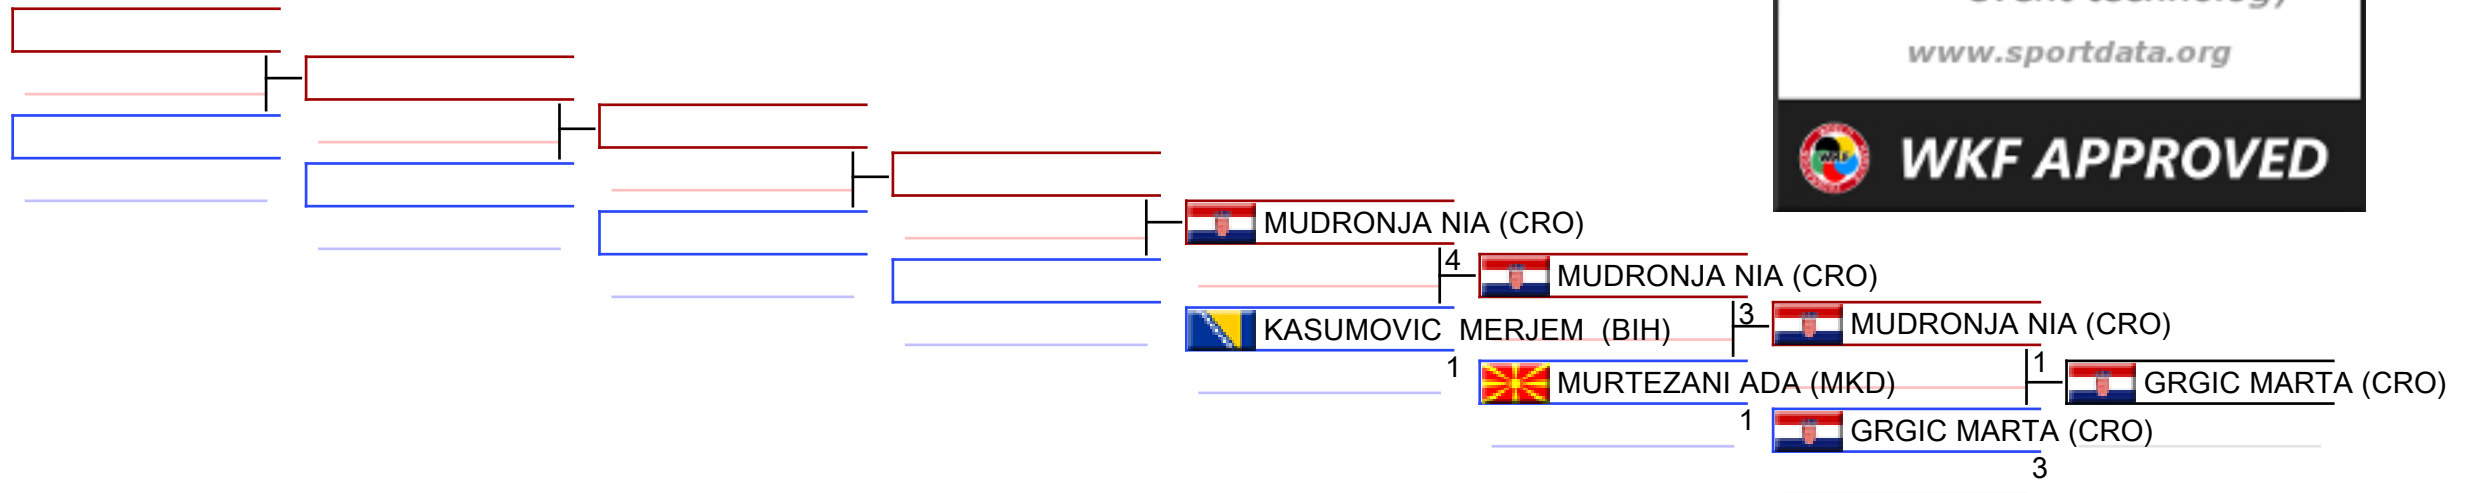 www.sportdata.org
WKF APPROVED
MUDRONJA NIA (CRO)
4
MUDRONJA NIA (CRO)
KASUMOVIC MERJEM (BIH)
3
MUDRONJA NIA (CRO)
1
MURTEZANI ADA (MKD)
1
GRGIC MARTA (CRO)
1
GRGIC MARTA (CRO)
3